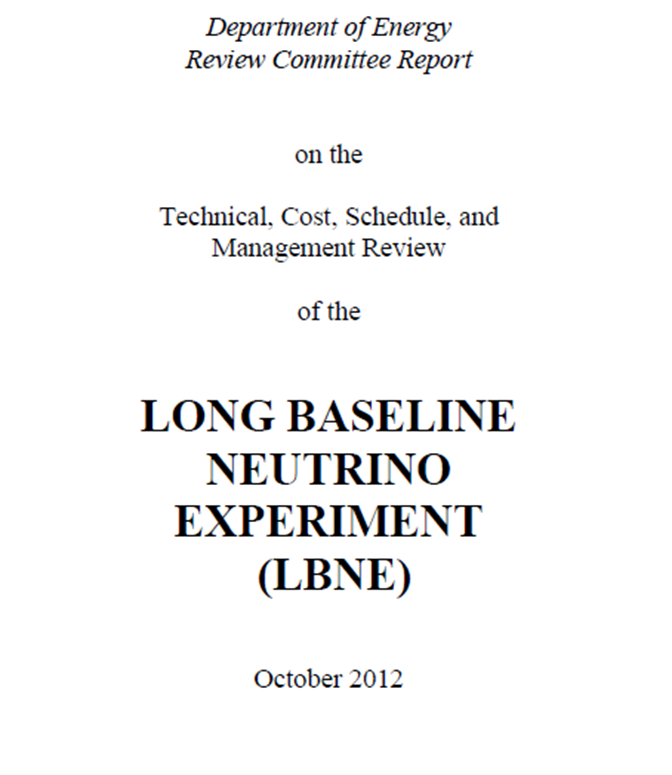 Department of Energy
Review Committee Report
on the
Technical, Cost, Schedule, and
Management Review
of the
LONG BASELINE
NEUTRINO
EXPERIMENT
(LBNE)
October 2012